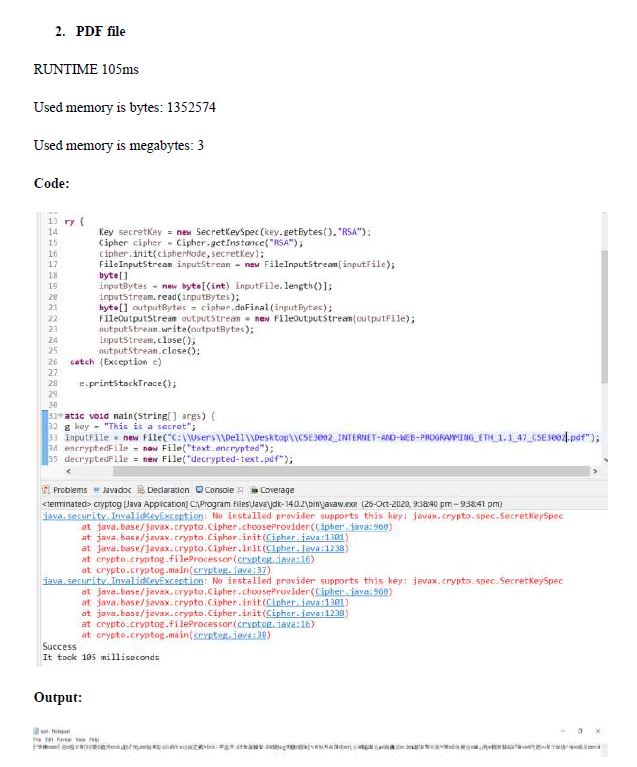 2. PDF file
RUNTIME 105ms
Used memory is bytes: 1352574
Used memory is megabytes: 3
Code:
13 ry {
14 Key secretKey = new SecretKeySpec(key.getBytes(),"RSA");
15 Cipher cipher = Cipher.getInstance("RSA");
16 cipher.init(cipherMode,secretKey);
17 FileInputStream inputStream = new FileInputStream(inputFile);
18 byte[]
19 inputBytes = new byte[(int) inputFile.length()];
20 inputStream.read(inputBytes);
21 byte[] outputBytes = cipher.doFinal(inputBytes);
22 FileOutputStream outputStream = new FileOutputStream(outputFile);
23 outputStream.write(outputBytes);
24 inputStream.close();
25 outputStream.close();
26 catch (Exception e)
27
28 e.printStackTrace();
29
30
31 atic void main(String[] args) {
32 g key = "This is a secret";
33 inputFile = new File("C:\\Users\\Dell\\Desktop\\CSE3002_INTERNET-AND-WEB-PROGRAMMING_ETH_1.1_47_CSE3002.pdf");
34 encryptedFile = new File("text.encrypted");
35 decryptedFile = new File("decrypted-text.pdf");
Problems Javadoc Declaration Console Coverage
<terminated> cryptog [Java Application] C:\Program Files\Java\jdk-14.0.2\bin\javaw.exe (26-Oct-2020, 9:38:40 pm – 9:38:41 pm)
java.security.InvalidKeyException: No installed provider supports this key: javax.crypto.spec.SecretKeySpec
at java.base/javax.crypto.Cipher.chooseProvider(Cipher.java:960)
at java.base/javax.crypto.Cipher.init(Cipher.java:1301)
at java.base/javax.crypto.Cipher.init(Cipher.java:1238)
at crypto.cryptog.fileProcessor(cryptog.java:16)
at crypto.cryptog.main(cryptog.java:37)
java.security.InvalidKeyException: No installed provider supports this key: javax.crypto.spec.SecretKeySpec
at java.base/javax.crypto.Cipher.chooseProvider(Cipher.java:960)
at java.base/javax.crypto.Cipher.init(Cipher.java:1301)
at java.base/javax.crypto.Cipher.init(Cipher.java:1238)
at crypto.cryptog.fileProcessor(cryptog.java:16)
at crypto.cryptog.main(cryptog.java:38)
Success
It took 105 milliseconds
Output:
File Edit Format View Help